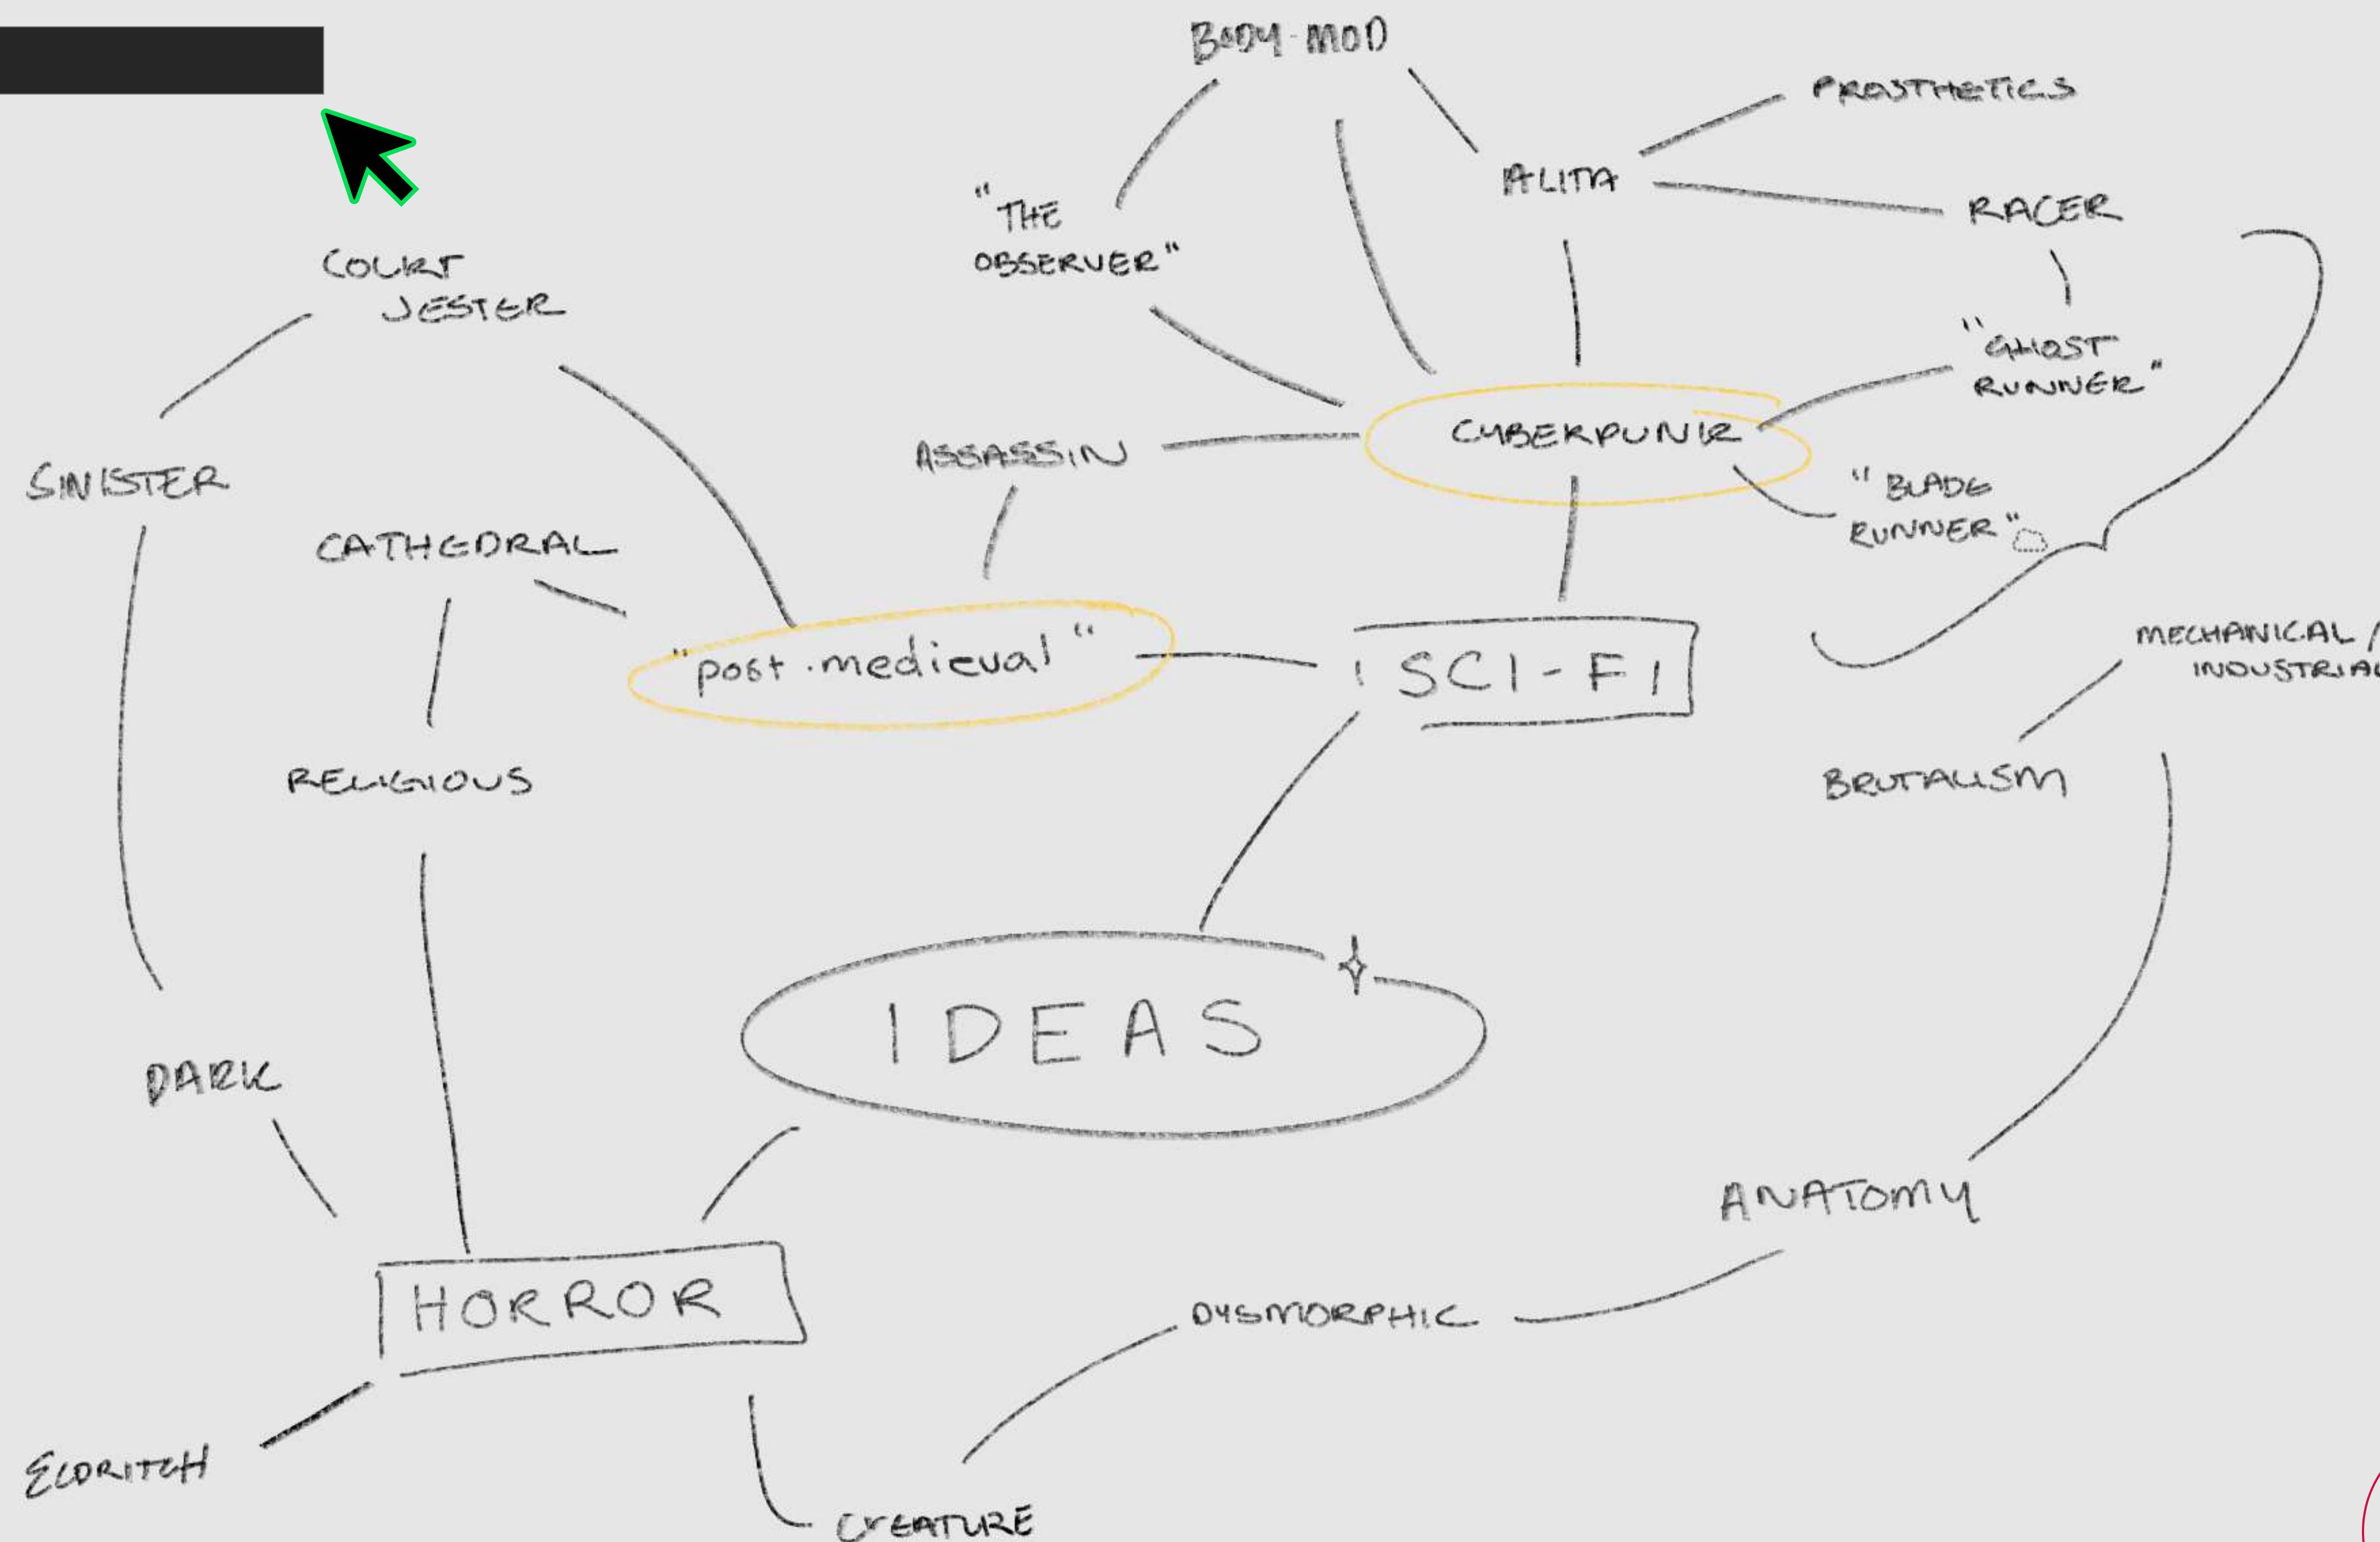 BODY-MOD
PROSTHETICS
ALITA
"THE
OBSERVER"
RACER
COURT
JESTER
"GHOST
RUNNER"
CYBERPUNK
ASSASSIN
SINISTER
"BLADE
RUNNER"
CATHEDRAL
"post-medieval"
SCI-FI
MECHANICAL /
INDUSTRIAL
RELIGIOUS
BRUTALISM
IDEAS
DARK
ANATOMY
HORROR
DYSMORPHIC
ELDRITCH
CREATURE